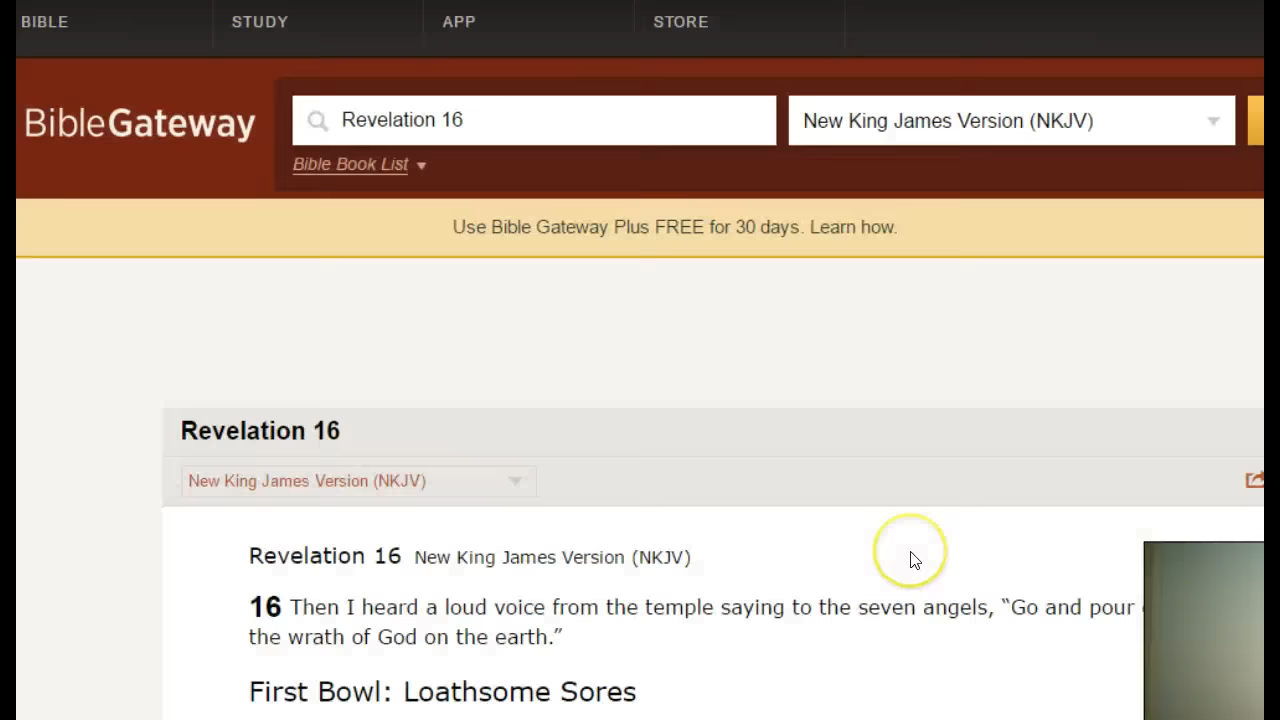 BIBLE STUDY APP STORE
BibleGateway
Revelation 16
New King James Version (NKJV)
Bible Book List
Use Bible Gateway Plus FREE for 30 days. Learn how.
Revelation 16
New King James Version (NKJV)
Revelation 16 New King James Version (NKJV)
16 Then I heard a loud voice from the temple saying to the seven angels, “Go and pour
the wrath of God on the earth.”
First Bowl: Loathsome Sores